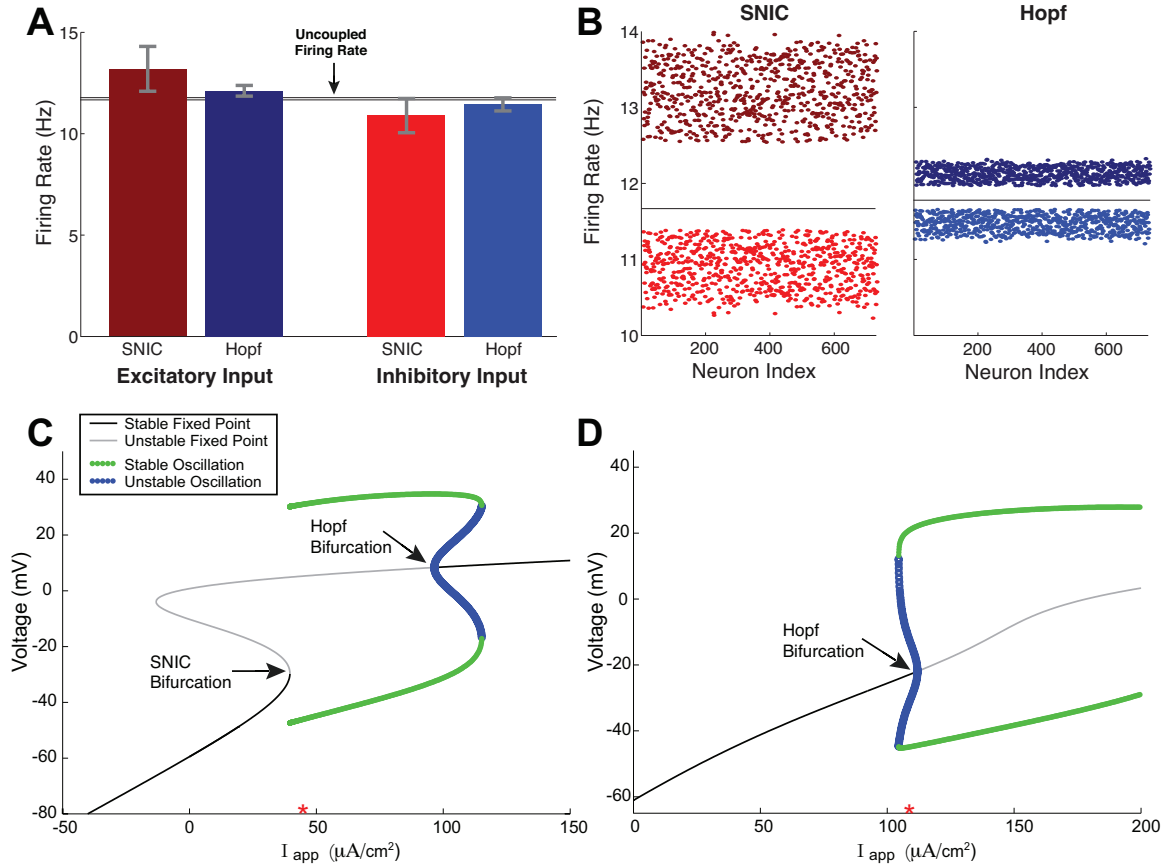 A
Firing Rate (Hz)
15
10
5
0
Uncoupled
Firing Rate
SNIC Hopf SNIC Hopf
Excitatory Input Inhibitory Input
B
SNIC Hopf
Firing Rate (Hz)
14
13
12
11
10
200 400 600 200 400 600
Neuron Index Neuron Index
C
Stable Fixed Point
Unstable Fixed Point
Stable Oscillation
Unstable Oscillation
Voltage (mV)
40
20
0
-20
-40
-60
-80
Hopf
Bifurcation
SNIC
Bifurcation
*
-50 0 50 100 150
I app (μA/cm²)
D
Voltage (mV)
40
20
0
-20
-40
-60
Hopf
Bifurcation
*
0 50 100 150 200
I app (μA/cm²)